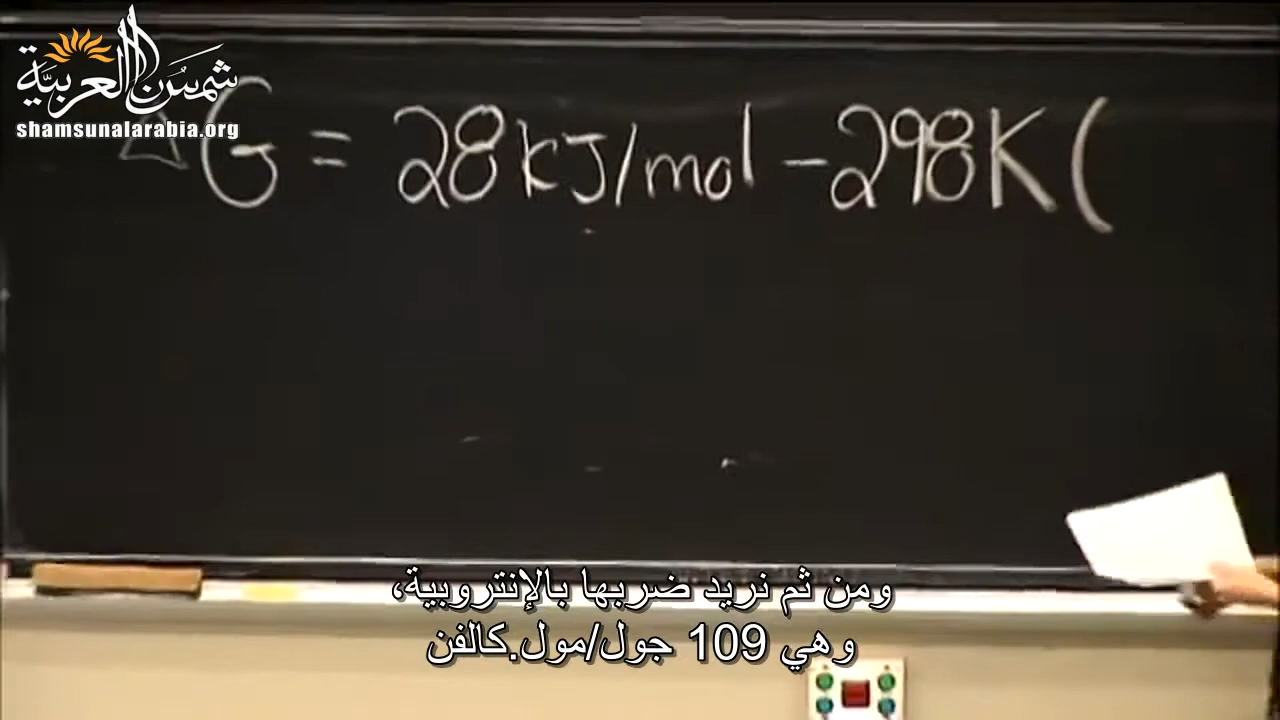 شمس العربية
shamsunalarabia.org
ΔG = 28 kJ/mol - 298K (
ومن ثم نريد ضربها بالإنتروبية،
وهي 109 جول/مول.كالفن